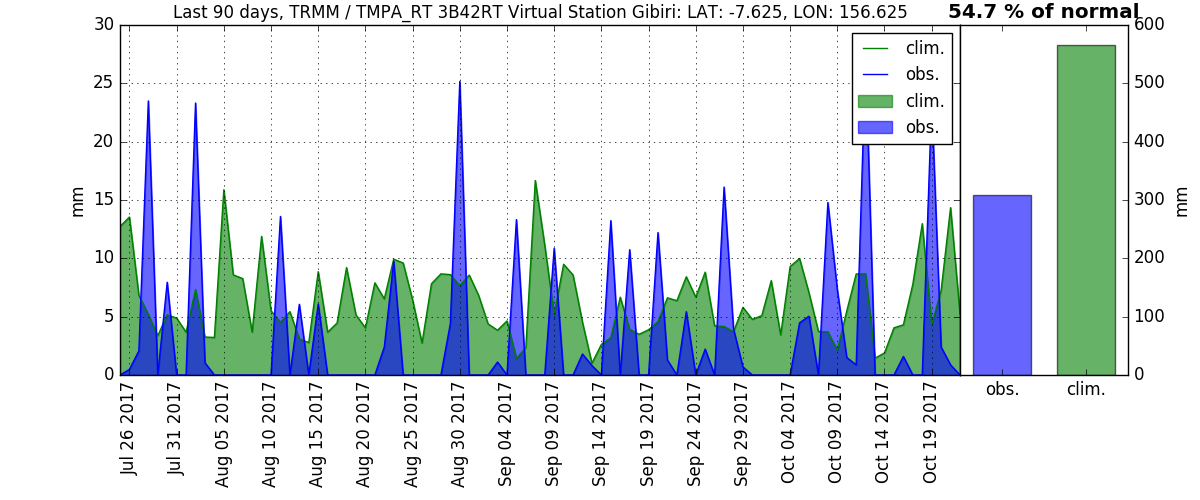 Last 90 days, TRMM / TMPA_RT 3B42RT Virtual Station Gibiri: LAT: -7.625, LON: 156.625
54.7 % of normal
30
25
20
15
10
5
0
mm
clim.
obs.
clim.
obs.
Jul 26 2017
Jul 31 2017
Aug 05 2017
Aug 10 2017
Aug 15 2017
Aug 20 2017
Aug 25 2017
Aug 30 2017
Sep 04 2017
Sep 09 2017
Sep 14 2017
Sep 19 2017
Sep 24 2017
Sep 29 2017
Oct 04 2017
Oct 09 2017
Oct 14 2017
Oct 19 2017
600
500
400
300
200
100
0
mm
obs.
clim.